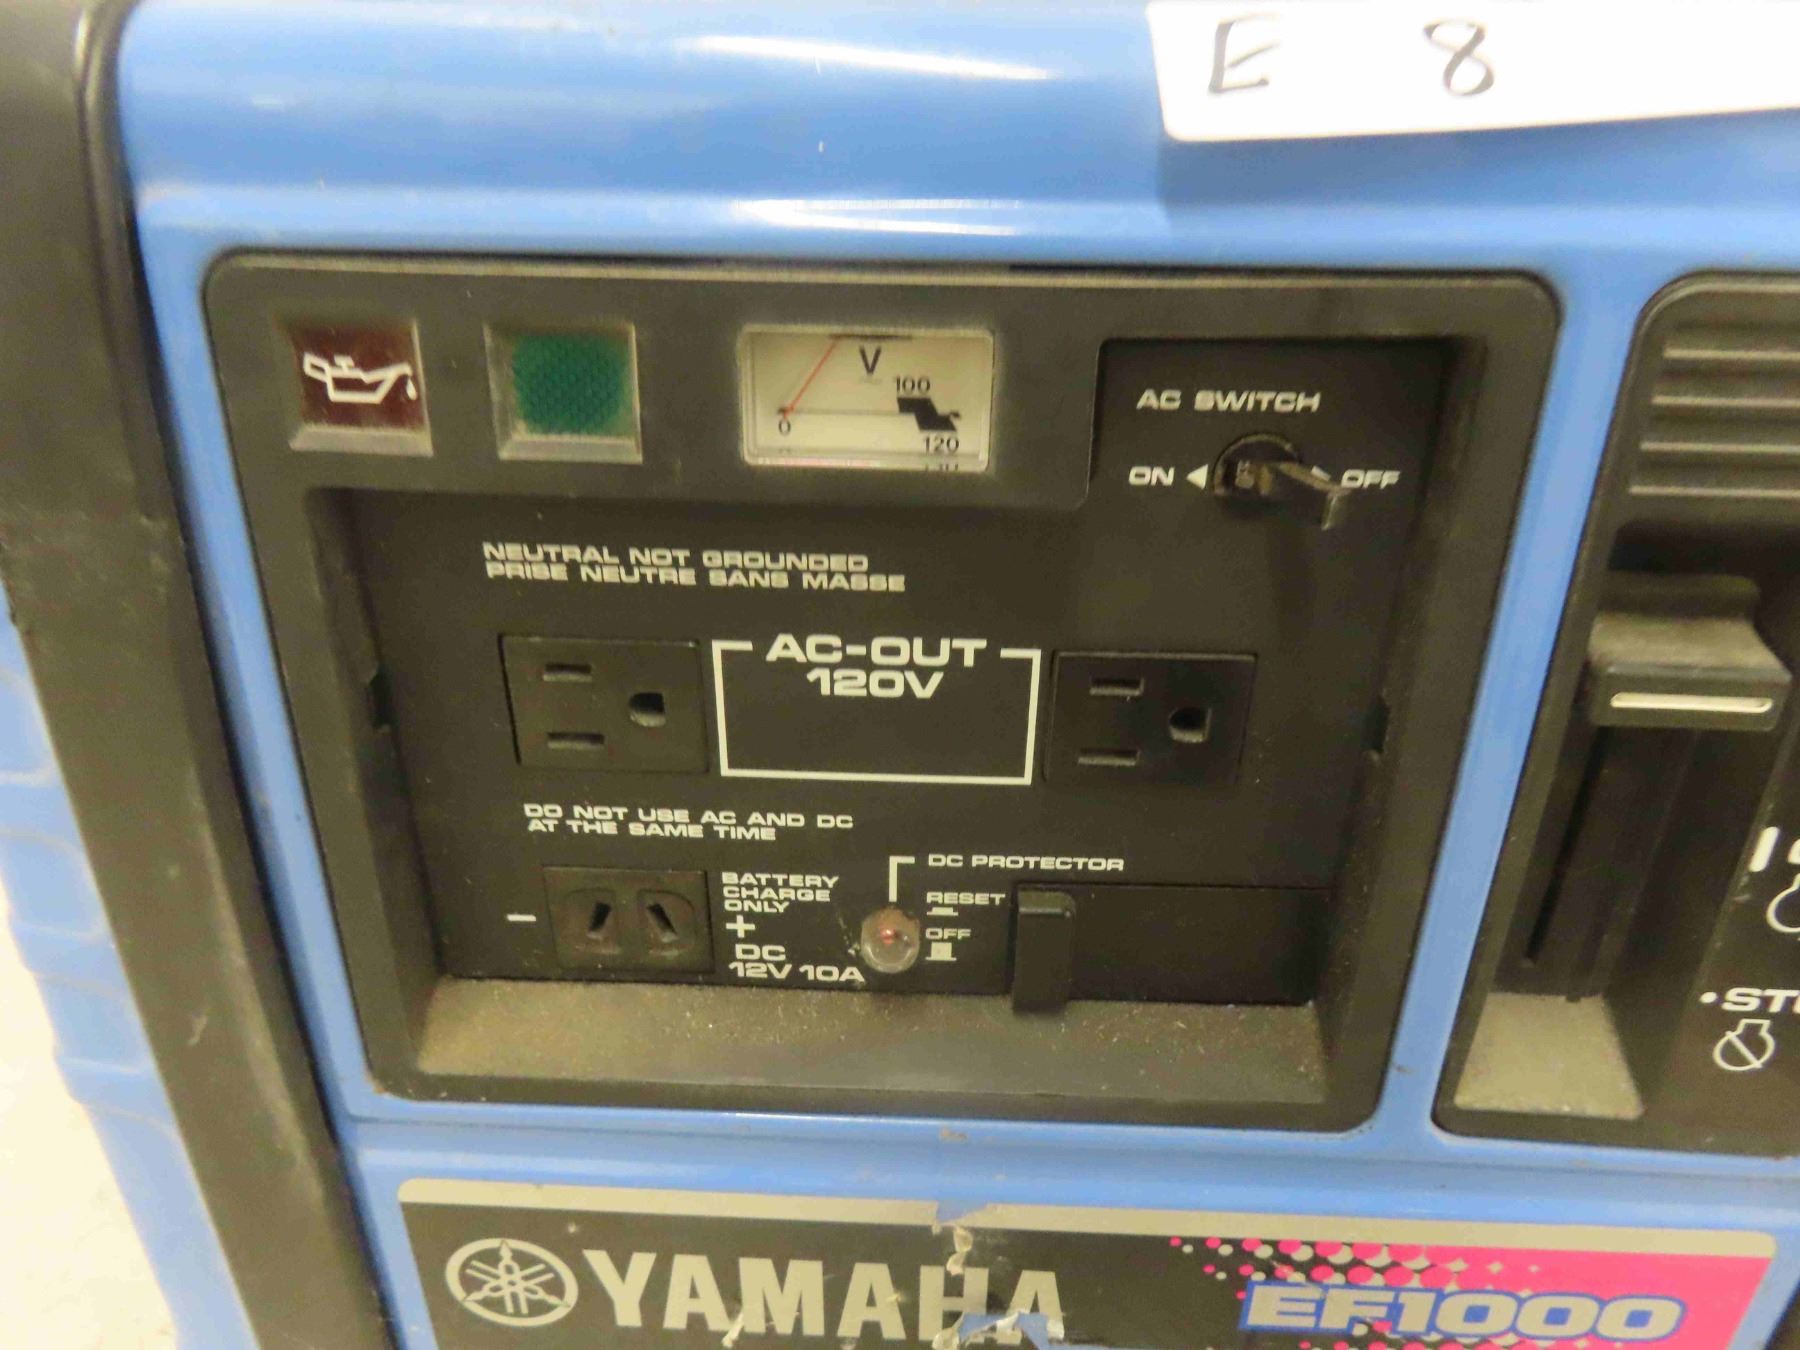 E 8
V
100
0
120
AC SWITCH
ON OFF
NEUTRAL NOT GROUNDED
PRISE NEUTRE SANS MASSE
AC-OUT
120V
DO NOT USE AC AND DC
AT THE SAME TIME
DC PROTECTOR
BATTERY
CHARGE
ONLY
RESET
- +
OFF
DC
12V 10A
YAMAHA
EF1000